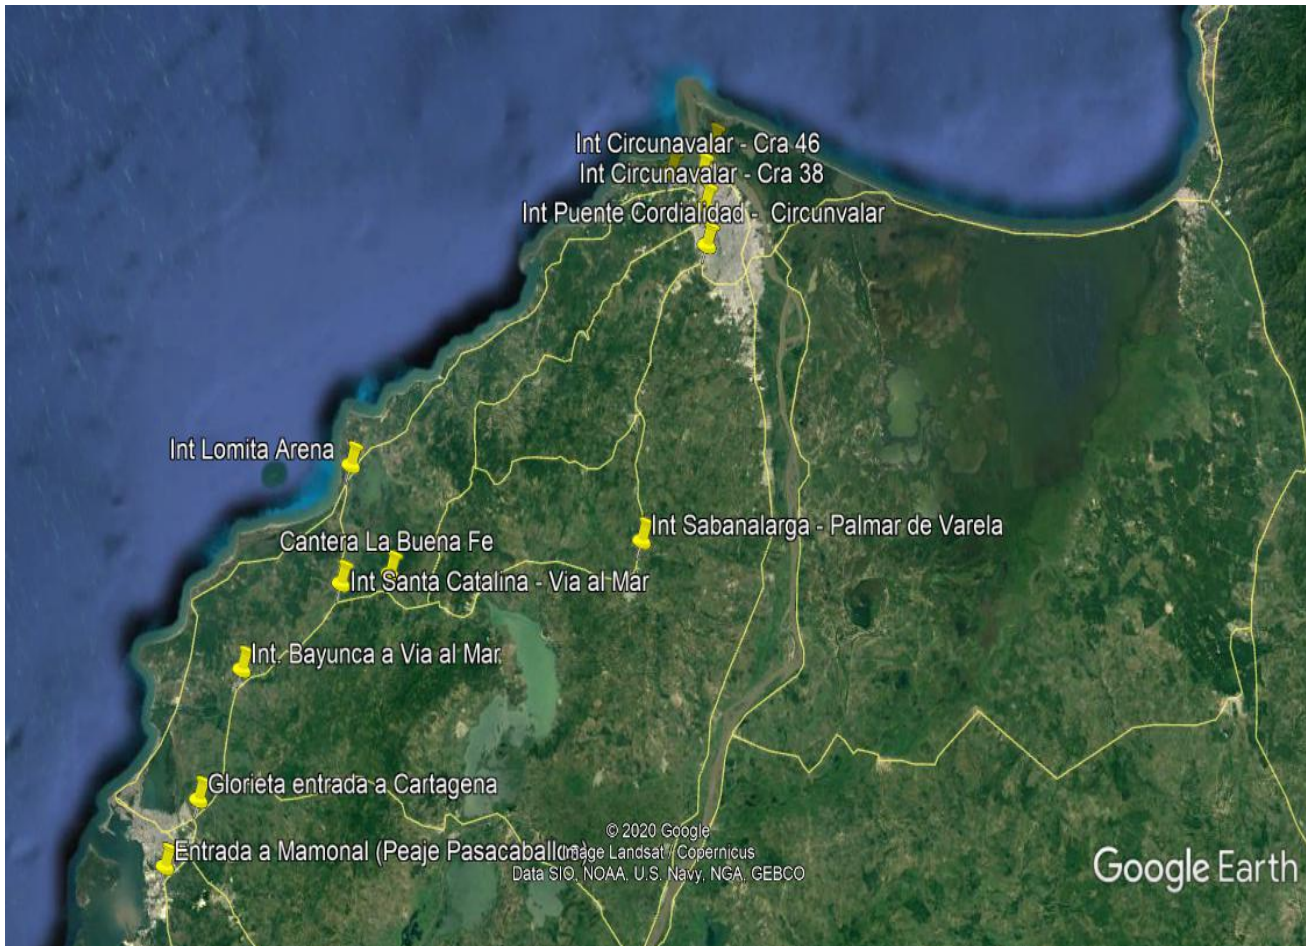 Int Circunavalar - Cra 46
Int Circunavalar - Cra 38
Int Puente Cordialidad - Circunvalar
Int Lomita Arena
Int Sabanalarga - Palmar de Varela
Cantera La Buena Fe
Int Santa Catalina - Via al Mar
Int. Bayunca a Via al Mar
Glorieta entrada a Cartagena
© 2020 Google
Entrada a Mamonal (Peaje Pasacaballos)
Image Landsat / Copernicus
Data SIO, NOAA, U.S. Navy, NGA, GEBCO
Google Earth